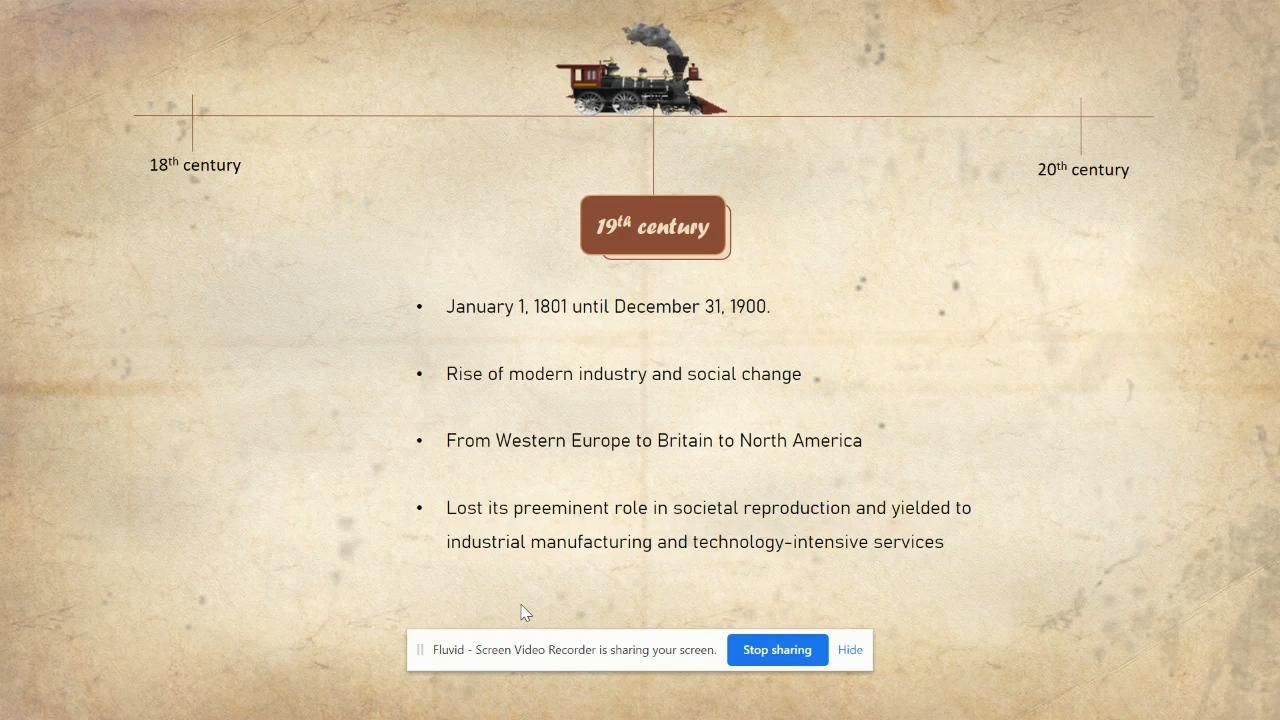 18th century
20th century
19th century
• January 1, 1801 until December 31, 1900.
• Rise of modern industry and social change
• From Western Europe to Britain to North America
• Lost its preeminent role in societal reproduction and yielded to
industrial manufacturing and technology-intensive services
Fluvid - Screen Video Recorder is sharing your screen. Stop sharing Hide